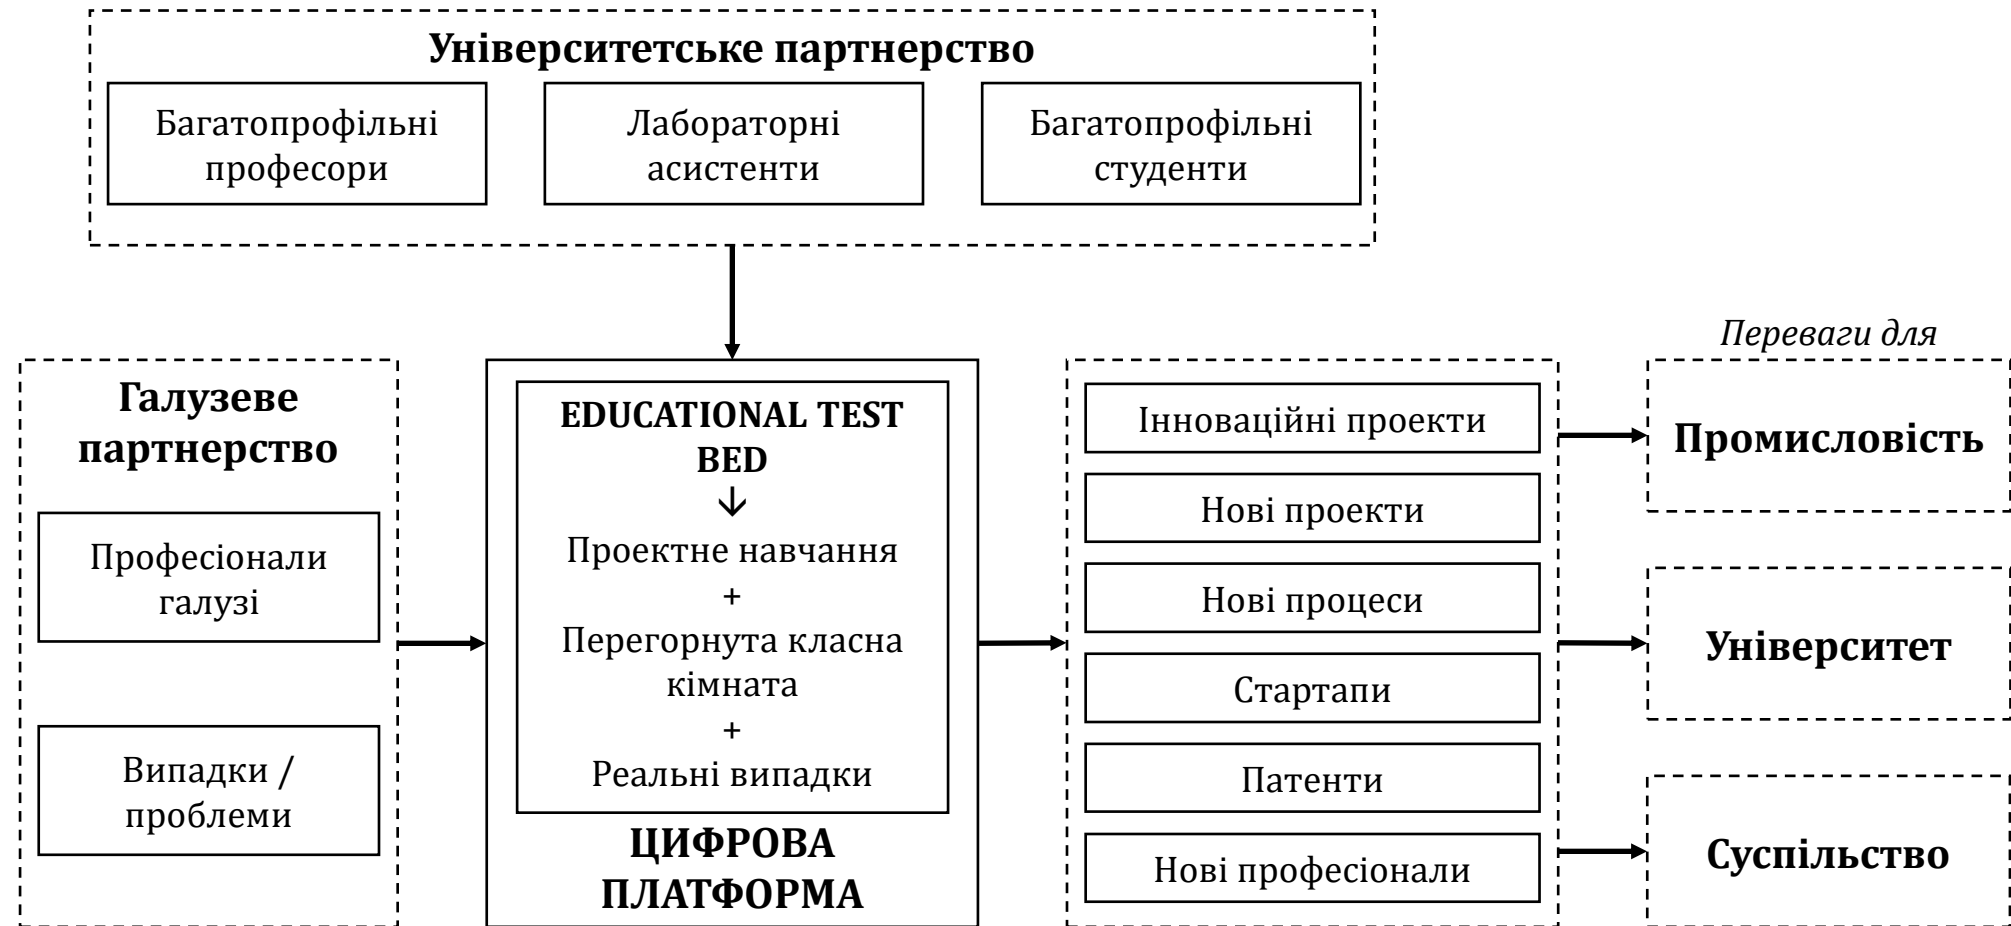 Університетське партнерство
Багатопрофільні
професори
Лабораторні
асистенти
Багатопрофільні
студенти
Галузеве
партнерство
Професіонали
галузі
Випадки /
проблеми
EDUCATIONAL TEST
BED
↓
Проектне навчання
+
Перегорнута класна
кімната
+
Реальні випадки
ЦИФРОВА
ПЛАТФОРМА
Інноваційні проекти
Нові проекти
Нові процеси
Стартапи
Патенти
Нові професіонали
Переваги для
Промисловість
Університет
Суспільство